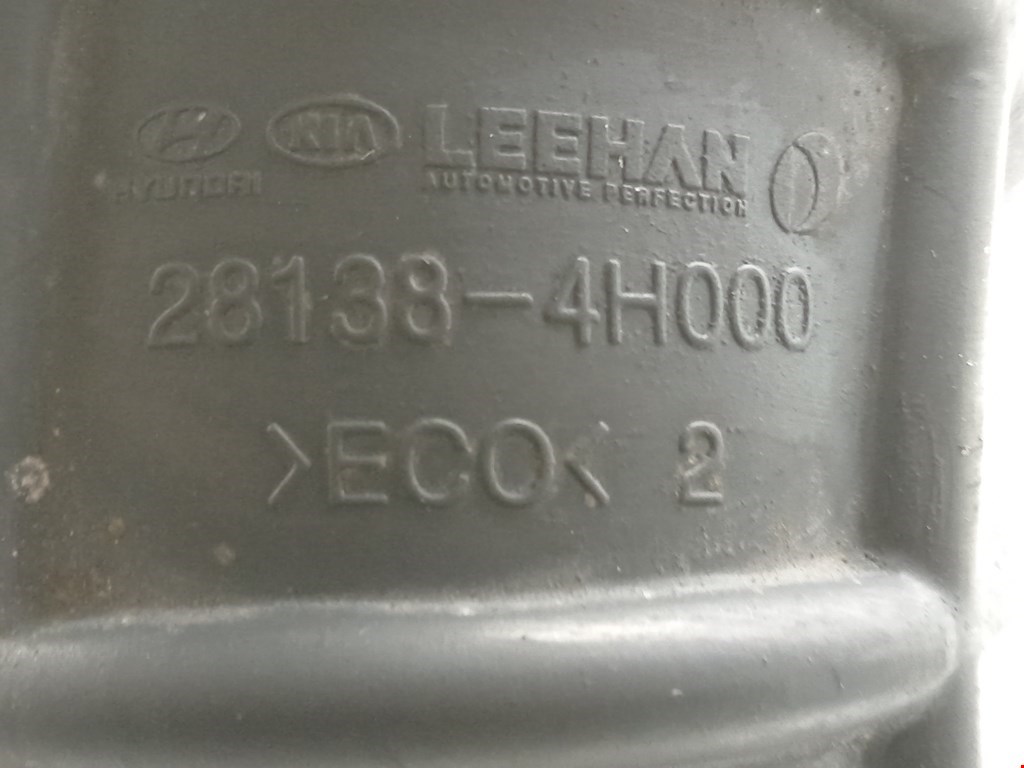 HYUNDAI KIA LEEHAN
AUTOMOTIVE PERFECTION
28138-4H000
>ECO< 2